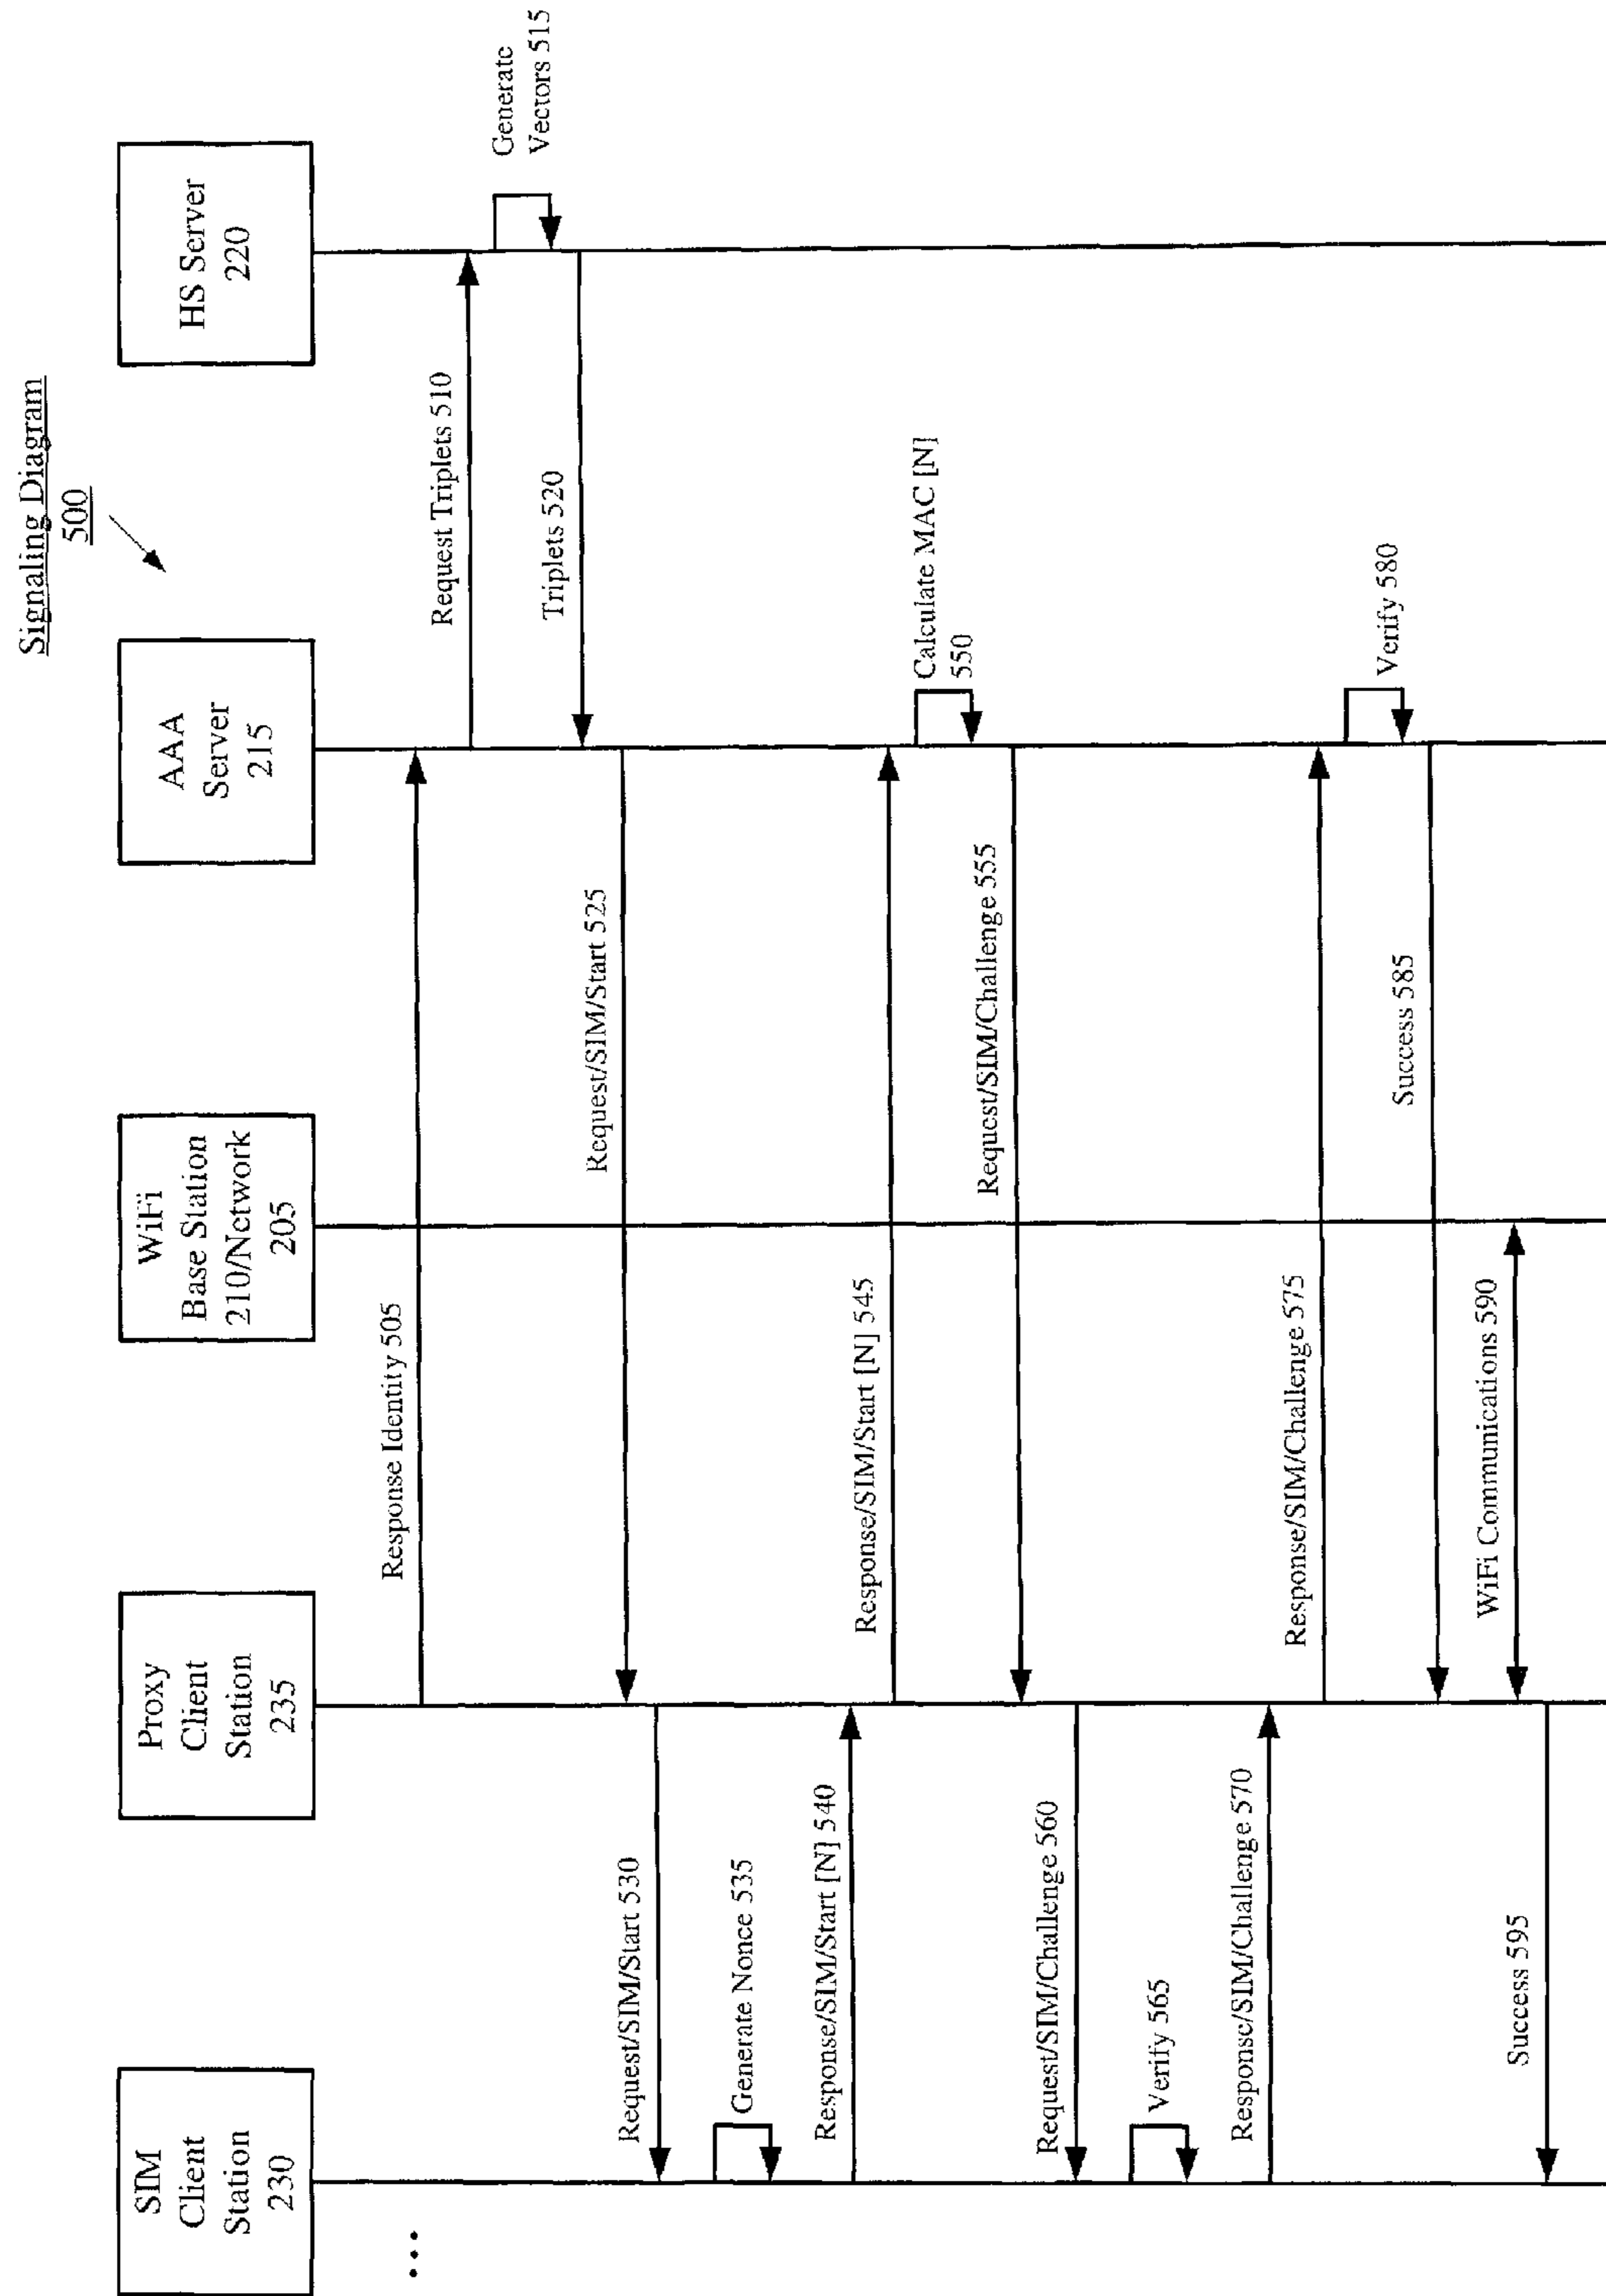 Signaling Diagram
500
SIM
Client
Station
230
Proxy
Client
Station
235
WiFi
Base Station
210/Network
205
AAA
Server
215
HS Server
220
...
Response Identity 505
Request Triplets 510
Generate
Vectors 515
Triplets 520
Request/SIM/Start 525
Request/SIM/Start 530
Generate Nonce 535
Response/SIM/Start [N] 540
Response/SIM/Start [N] 545
Calculate MAC [N]
550
Request/SIM/Challenge 555
Request/SIM/Challenge 560
Verify 565
Response/SIM/Challenge 570
Response/SIM/Challenge 575
Verify 580
Success 585
WiFi Communications 590
Success 595